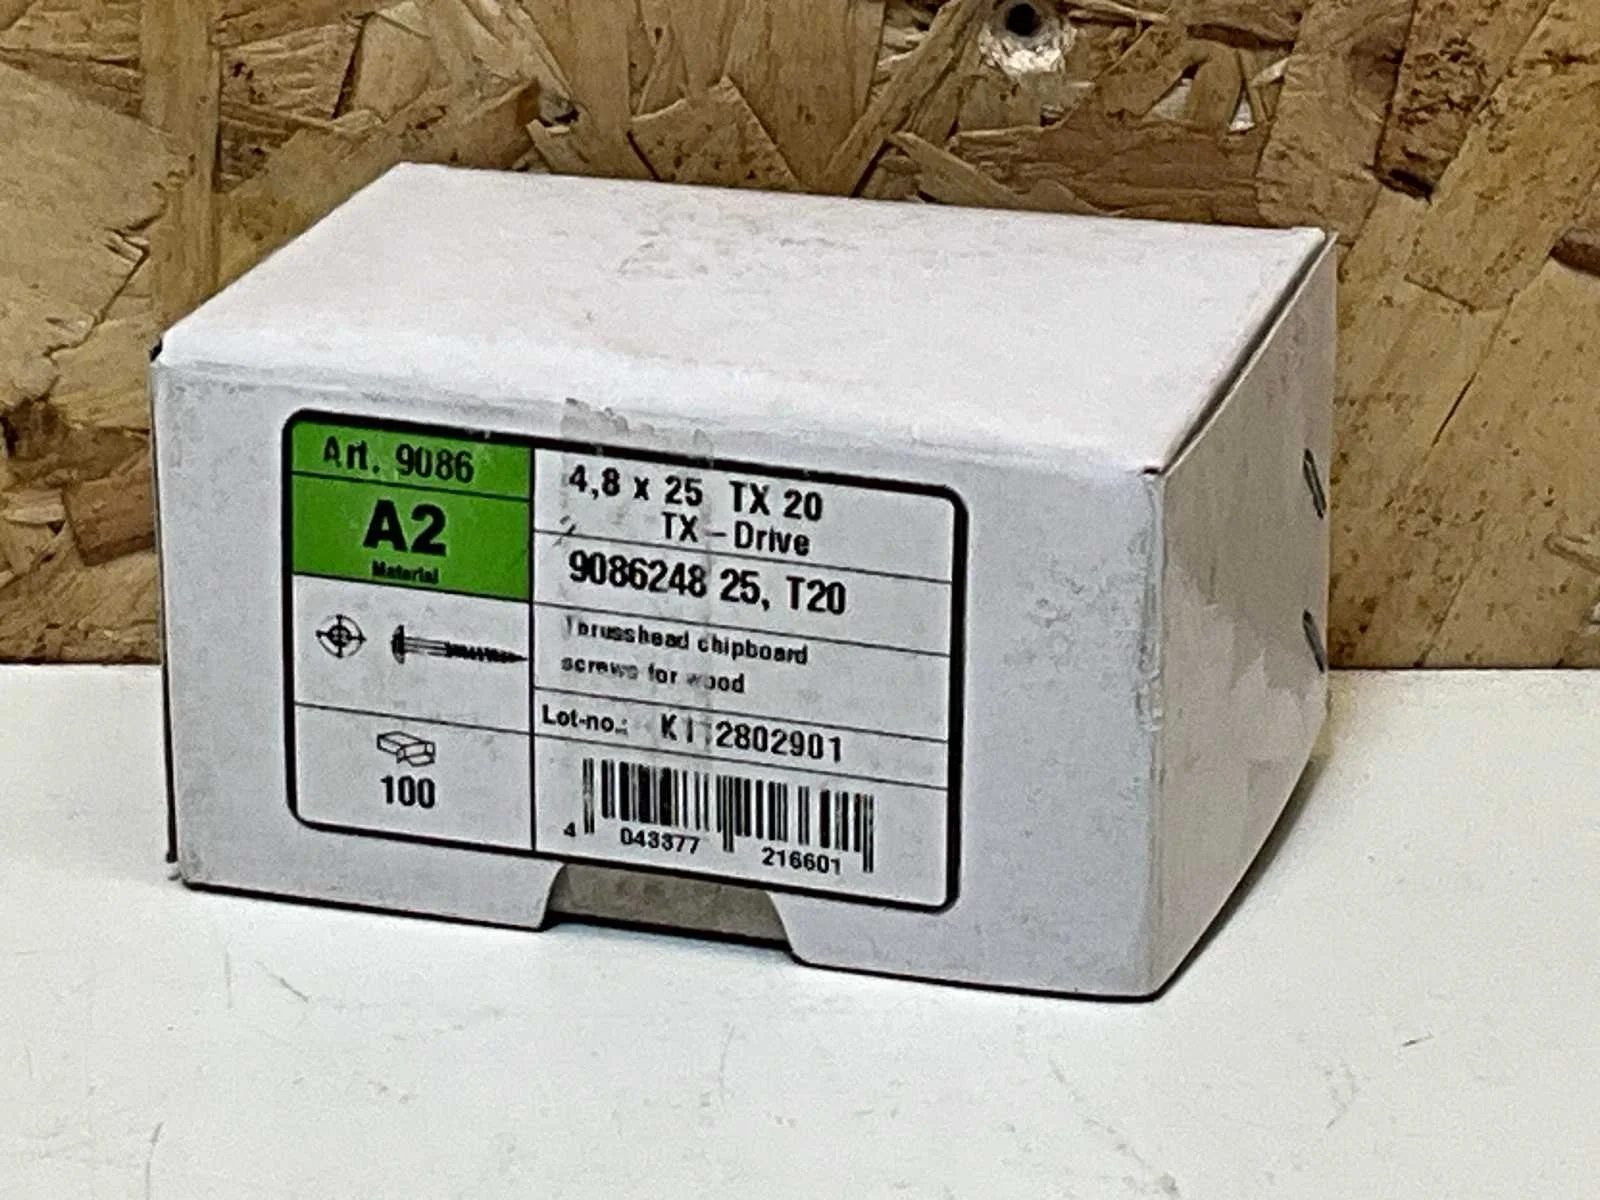 Art. 9086
A2
Material
100
4,8 x 25 TX 20
TX – Drive
9086248 25, T20
chipboard
screws for wood
Lot-no.:
4 043377 216601